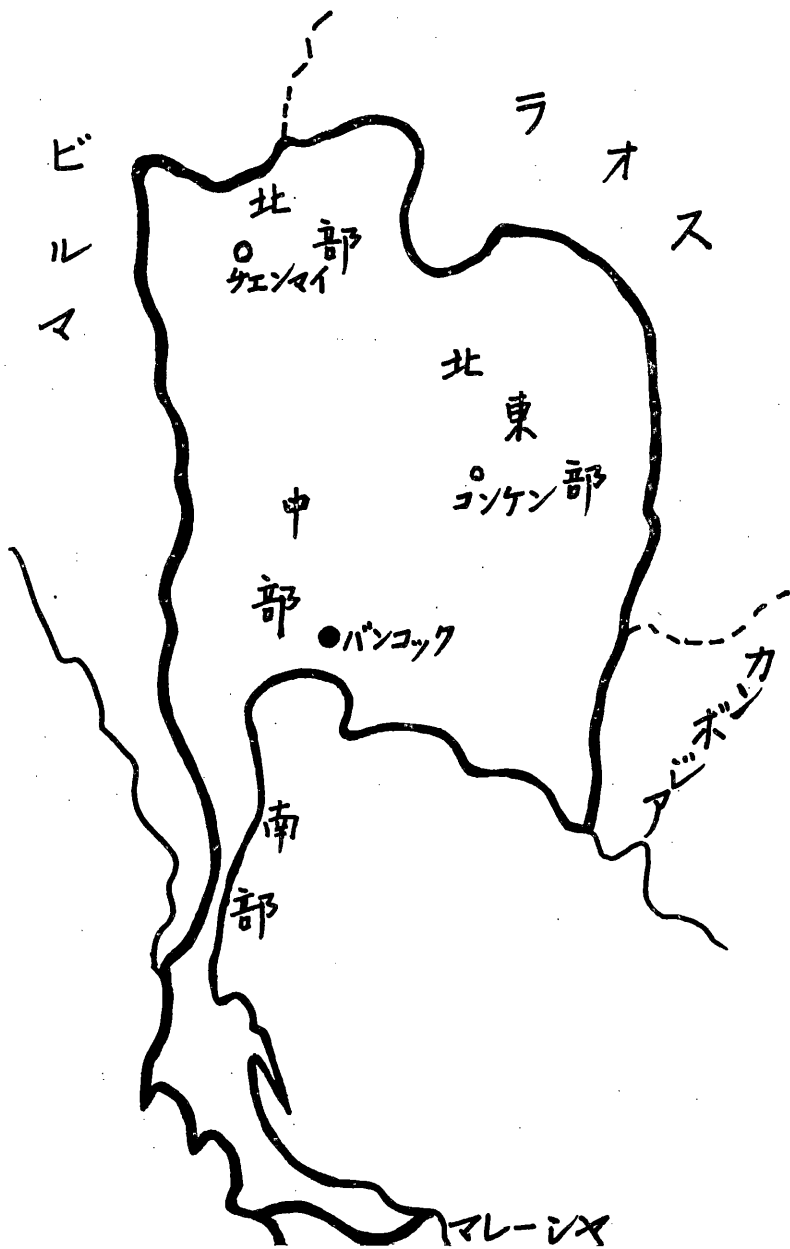 ビルマ
ラオス
北部
チェンマイ
北東部
コンケン
中部
バンコック
カンボジア
南部
マレーシヤ